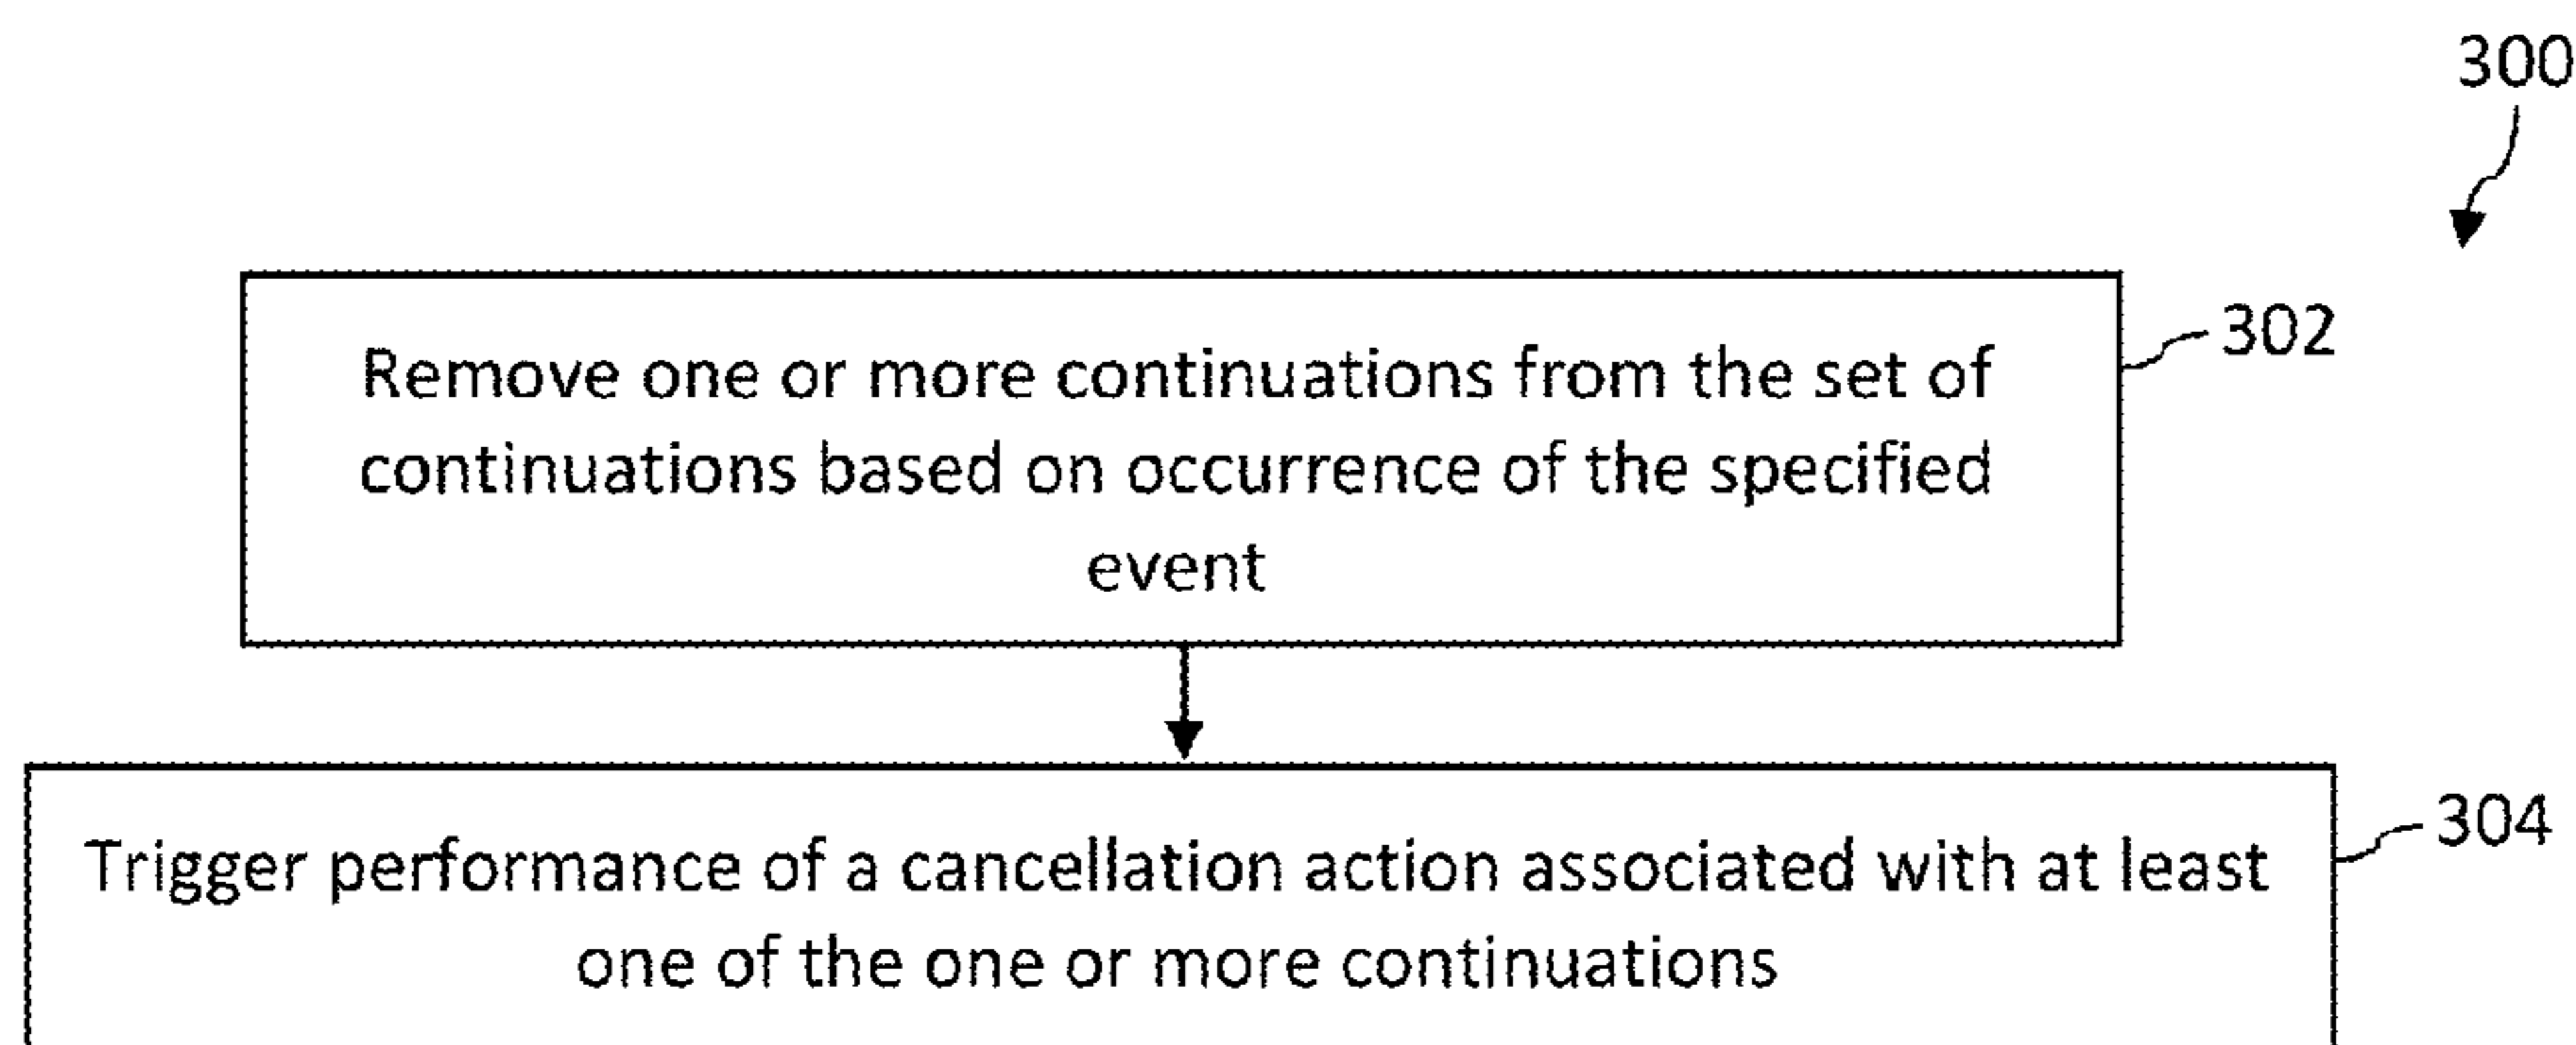 300
Remove one or more continuations from the set of
302
continuations based on occurrence of the specified
event
Trigger performance of a cancellation action associated with at least
304
one of the one or more continuations